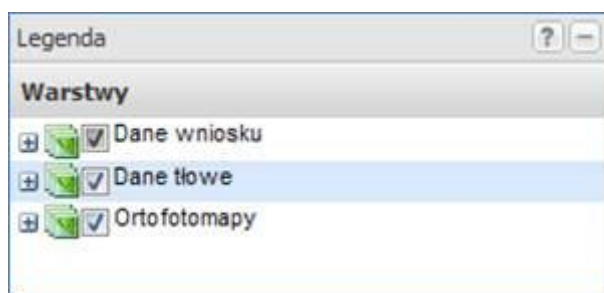 Legenda ? −
Warstwy
Dane wniosku
Dane tłowe
Ortofotomapy